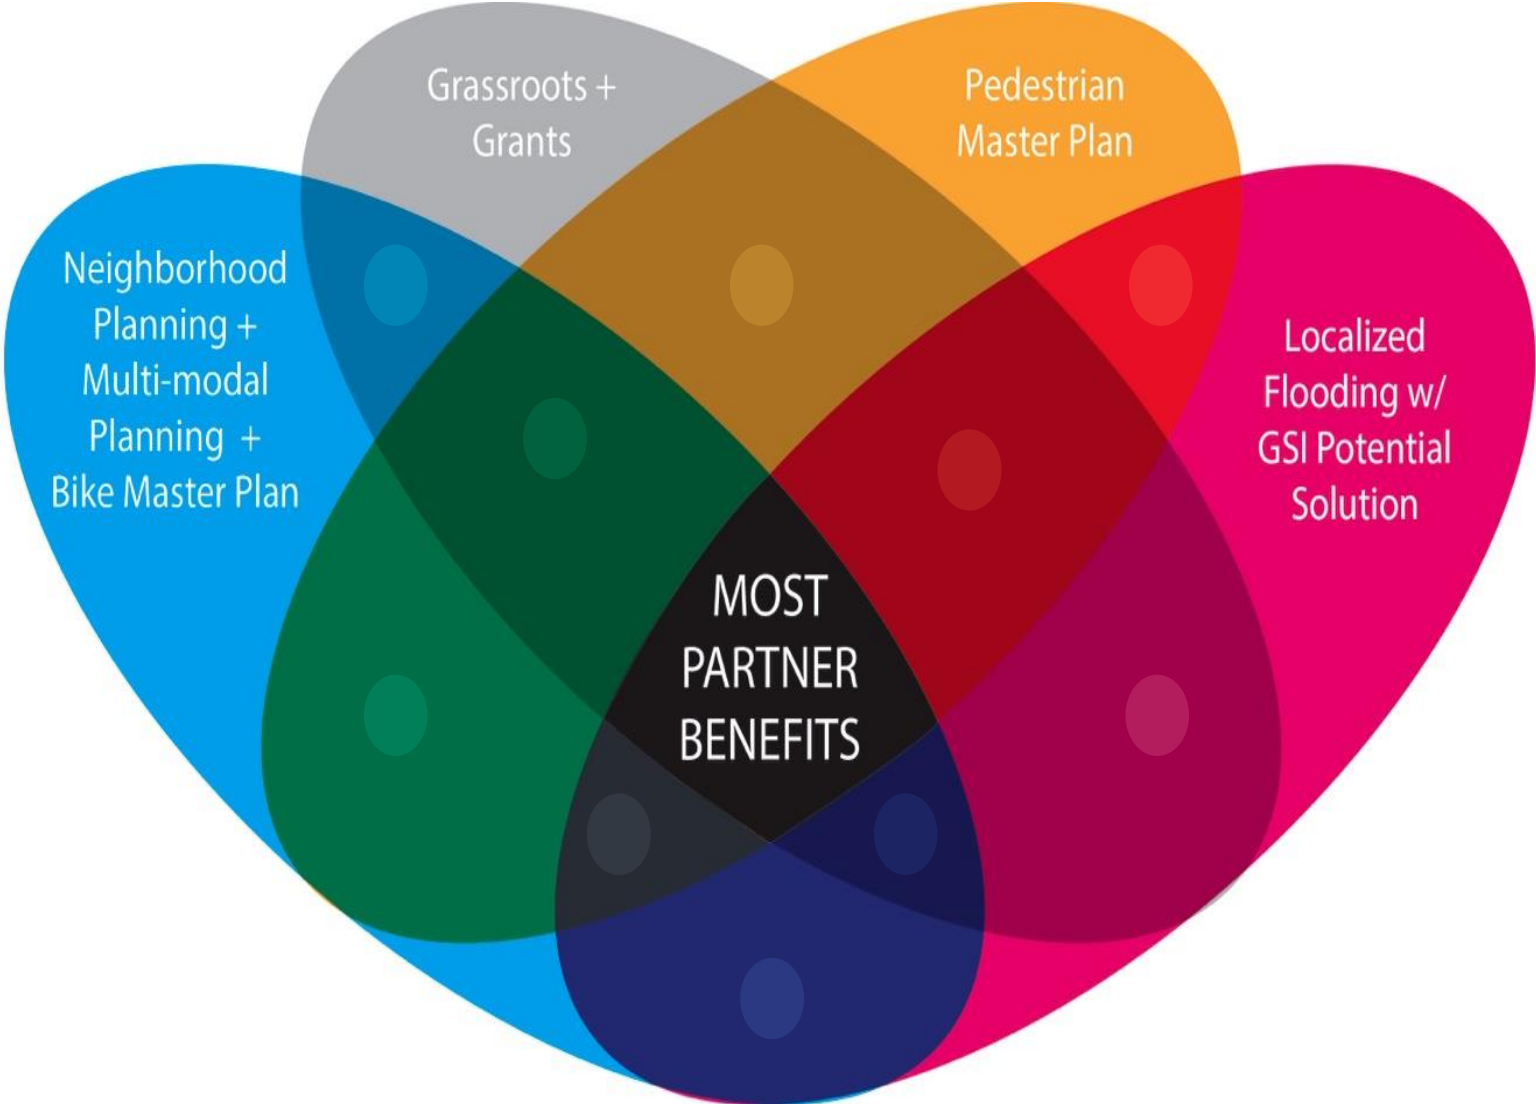 Grassroots +
Grants
Pedestrian
Master Plan
Neighborhood
Planning +
Multi-modal
Planning +
Bike Master Plan
Localized
Flooding w/
GSI Potential
Solution
MOST
PARTNER
BENEFITS